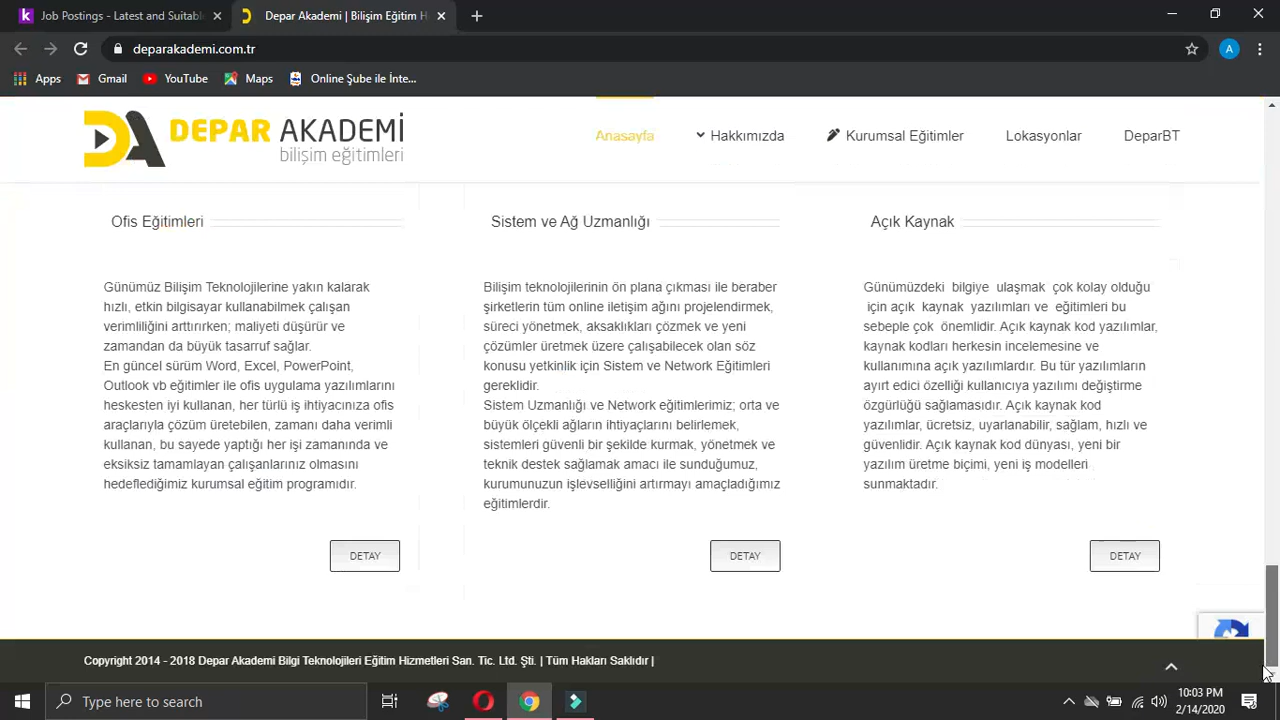 Job Postings - Latest and Suitabl
Depar Akademi | Bilişim Eğitim H
deparakademi.com.tr
A
Apps
Gmail
YouTube
Maps
Online Şube ile İnte...
DEPAR AKADEMİ
bilişim eğitimleri
Anasayfa
Hakkımızda
Kurumsal Eğitimler
Lokasyonlar
DeparBT
Ofis Eğitimleri
Günümüz Bilişim Teknolojilerine yakın kalarak
hızlı, etkin bilgisayar kullanabilmek çalışan
verimliliğini arttırırken; maliyeti düşürür ve
zamandan da büyük tasarruf sağlar.
En güncel sürüm Word, Excel, PowerPoint,
Outlook vb eğitimler ile ofis uygulama yazılımlarını
heskesten iyi kullanan, her türlü iş ihtiyacınıza ofis
araçlarıyla çözüm üretebilen, zamanı daha verimli
kullanan, bu sayede yaptığı her işi zamanında ve
eksiksiz tamamlayan çalışanlarınız olmasını
hedeflediğimiz kurumsal eğitim programıdır.
DETAY
Sistem ve Ağ Uzmanlığı
Bilişim teknolojilerinin ön plana çıkması ile beraber
şirketlerin tüm online iletişim ağını projelendirmek,
süreci yönetmek, aksaklıkları çözmek ve yeni
çözümler üretmek üzere çalışabilecek olan söz
konusu yetkinlik için Sistem ve Network Eğitimleri
gereklidir.
Sistem Uzmanlığı ve Network eğitimlerimiz; orta ve
büyük ölçekli ağların ihtiyaçlarını belirlemek,
sistemleri güvenli bir şekilde kurmak, yönetmek ve
teknik destek sağlamak amacı ile sunduğumuz,
kurumunuzun işlevselliğini artırmayı amaçladığımız
eğitimlerdir.
DETAY
Açık Kaynak
Günümüzdeki bilgiye ulaşmak çok kolay olduğu
için açık kaynak yazılımları ve eğitimleri bu
sebeple çok önemlidir. Açık kaynak kod yazılımlar,
kaynak kodları herkesin incelemesine ve
kullanımına açık yazılımlardır. Bu tür yazılımların
ayırt edici özelliği kullanıcıya yazılımı değiştirme
özgürlüğü sağlamasıdır. Açık kaynak kod
yazılımlar, ücretsiz, uyarlanabilir, sağlam, hızlı ve
güvenlidir. Açık kaynak kod dünyası, yeni bir
yazılım üretme biçimi, yeni iş modelleri
sunmaktadır.
DETAY
Copyright 2014 - 2018 Depar Akademi Bilgi Teknolojileri Eğitim Hizmetleri San. Tic. Ltd. Şti. | Tüm Hakları Saklıdır |
Type here to search
10:03 PM
2/14/2020